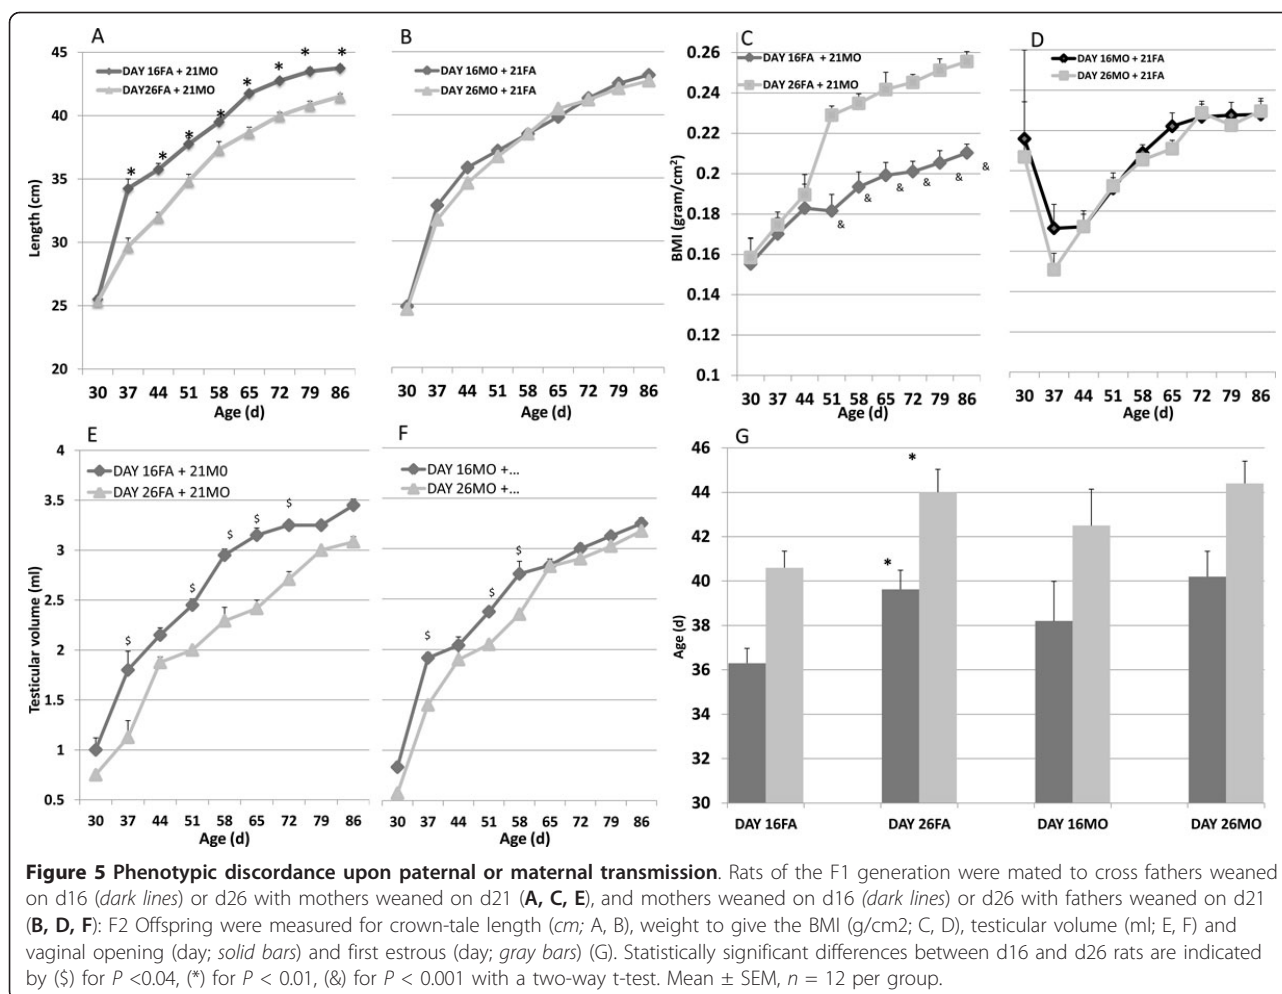 A
DAY 16FA + 21MO
DAY26FA + 21MO
* * * * * * * *
Length (cm)
45
40
35
30
25
20
30 37 44 51 58 65 72 79 86
Age (d)
B
DAY 16MO + 21FA
DAY 26MO + 21FA
30 37 44 51 58 65 72 79 86
Age (d)
C
DAY 16FA + 21MO
DAY 26FA + 21MO
BMI (gram/cm²)
0.26
0.24
0.22
0.2
0.18
0.16
0.14
0.12
0.1
& & & & & &
30 37 44 51 58 65 72 79 86
Age (d)
D
DAY 16MO + 21FA
DAY 26MO + 21FA
30 37 44 51 58 65 72 79 86
Age (d)
E
DAY 16FA + 21M0
DAY 26FA + 21MO
Testicular volume (ml)
4
3.5
3
2.5
2
1.5
1
0.5
$ $ $ $ $
30 37 44 51 58 65 72 79 86
Age (d)
F
DAY 16MO +...
DAY 26MO +...
$ $ $
30 37 44 51 58 65 72 79 86
Age (d)
G
Age (d)
46
44
42
40
38
36
34
32
30
* *
DAY 16FA DAY 26FA DAY 16MO DAY 26MO
Figure 5 Phenotypic discordance upon paternal or maternal transmission. Rats of the F1 generation were mated to cross fathers weaned
on d16 (dark lines) or d26 with mothers weaned on d21 (A, C, E), and mothers weaned on d16 (dark lines) or d26 with fathers weaned on d21
(B, D, F): F2 Offspring were measured for crown-tale length (cm; A, B), weight to give the BMI (g/cm2; C, D), testicular volume (ml; E, F) and
vaginal opening (day; solid bars) and first estrous (day; gray bars) (G). Statistically significant differences between d16 and d26 rats are indicated
by ($) for P <0.04, (*) for P < 0.01, (&) for P < 0.001 with a two-way t-test. Mean ± SEM, n = 12 per group.